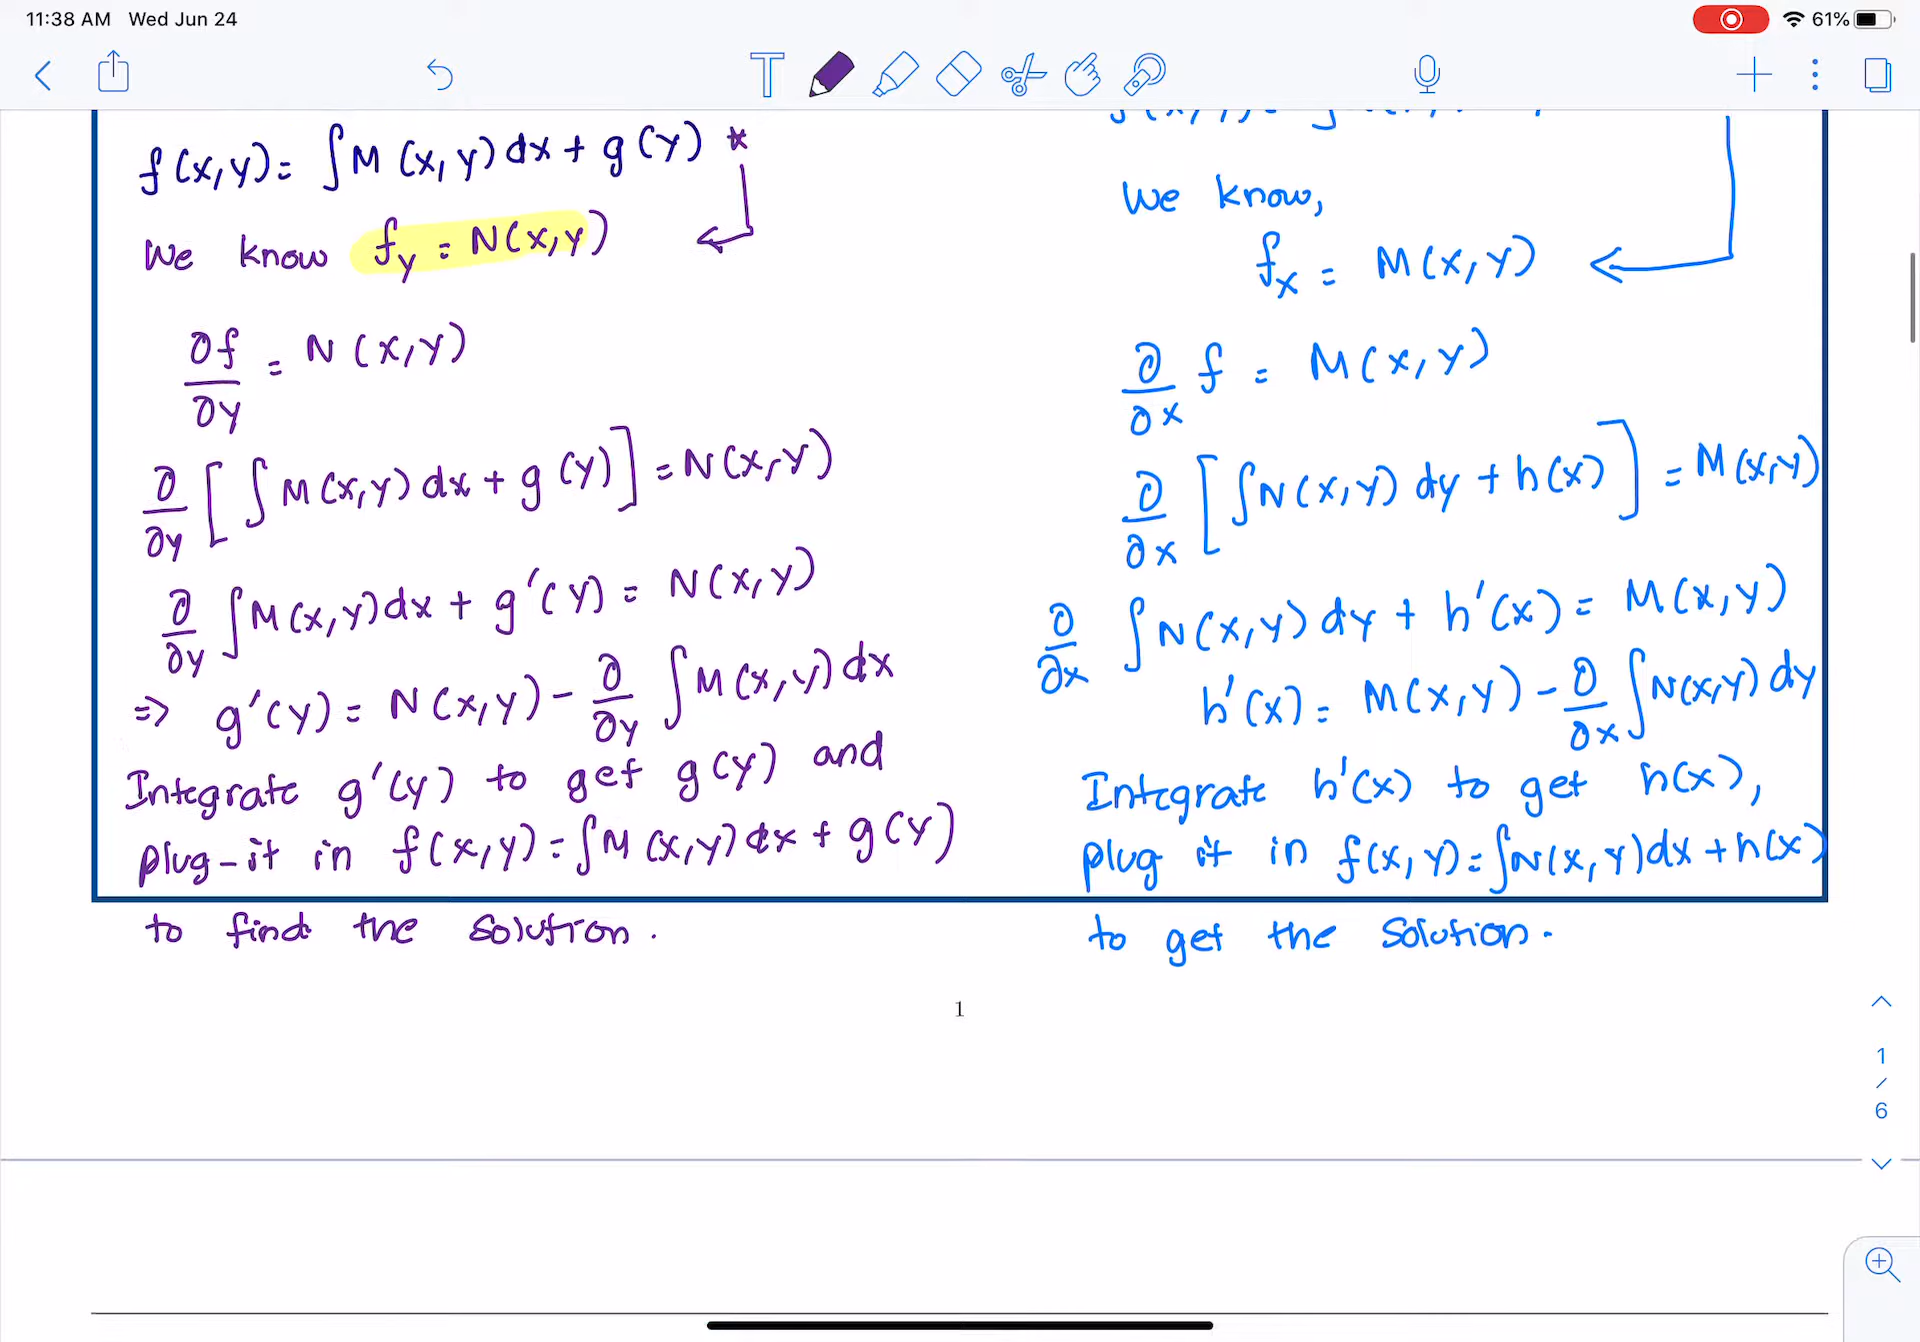 11:38 AM Wed Jun 24
61%
f(x,y) = ∫M(x,y)dx + g(y) *
We know f_y = N(x,y)
∂f/∂y = N(x,y)
∂/∂y [∫M(x,y)dx + g(y)] = N(x,y)
∂/∂y ∫M(x,y)dx + g'(y) = N(x,y)
=> g'(y) = N(x,y) - ∂/∂y ∫M(x,y)dx
Integrate g'(y) to get g(y) and
plug-it in f(x,y) = ∫M(x,y)dx + g(y)
to find the solution.
We know,
f_x = M(x,y)
∂/∂x f = M(x,y)
∂/∂x [∫N(x,y)dy + h(x)] = M(x,y)
∂/∂x ∫N(x,y)dy + h'(x) = M(x,y)
h'(x) = M(x,y) - ∂/∂x ∫N(x,y)dy
Integrate h'(x) to get h(x),
plug it in f(x,y) = ∫N(x,y)dx + h(x)
to get the solution.
1
1
/
6